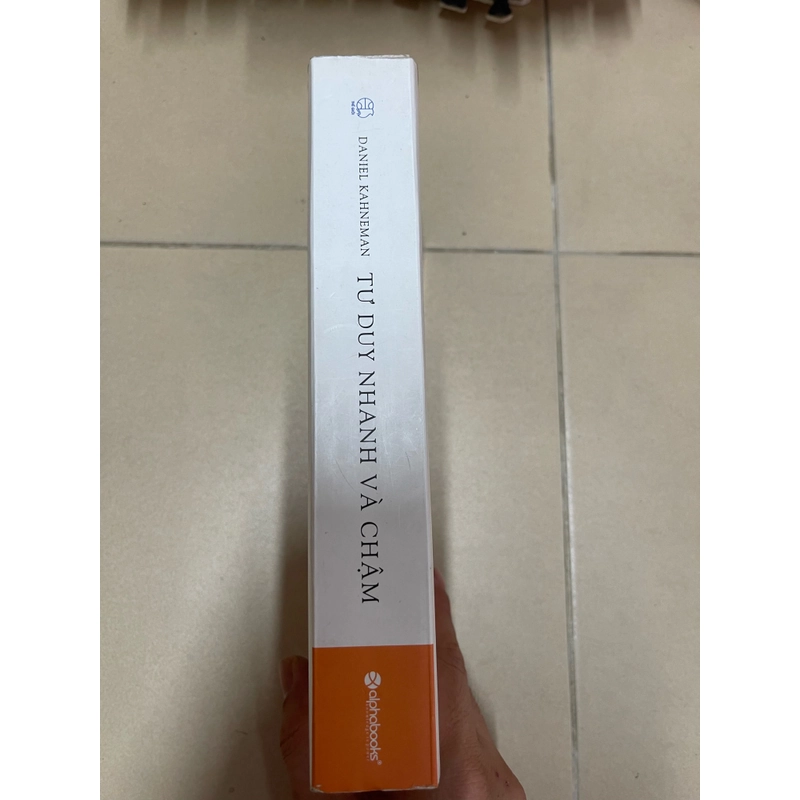 DANIEL KAHNEMAN
TƯ DUY NHANH VÀ CHẬM
alphabooks®